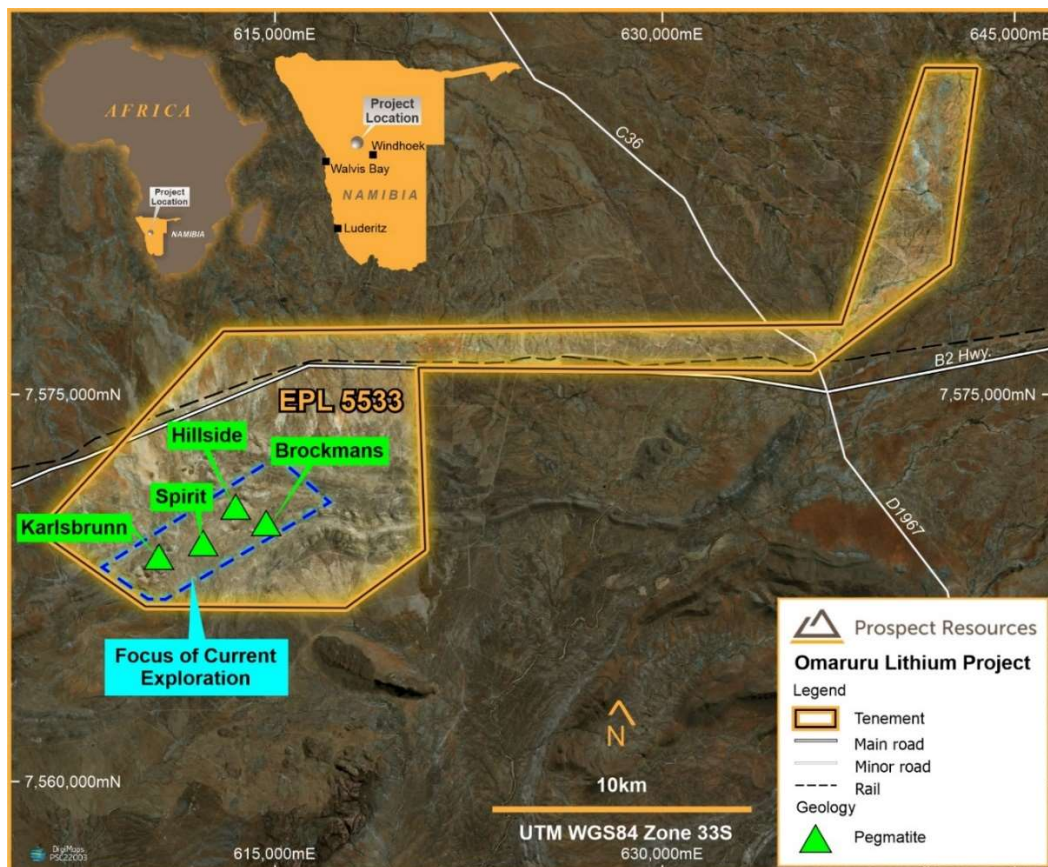 615,000mE
630,000mE
645,000mE
AFRICA
Project
Location
NAMIBIA
Project
Location
Windhoek
Walvis Bay
NAMIBIA
Luderitz
C36
B2 Hwy.
7,575,000mN
7,575,000mN
EPL 5533
Hillside
Brockmans
Spirit
Karlsbrunn
D1967
Focus of Current
Exploration
N
10km
UTM WGS84 Zone 33S
7,560,000mN
DigiMaps
PSC22003
615,000mE
630,000mE
Prospect Resources
Omaruru Lithium Project
Legend
Tenement
Main road
Minor road
Rail
Geology
Pegmatite